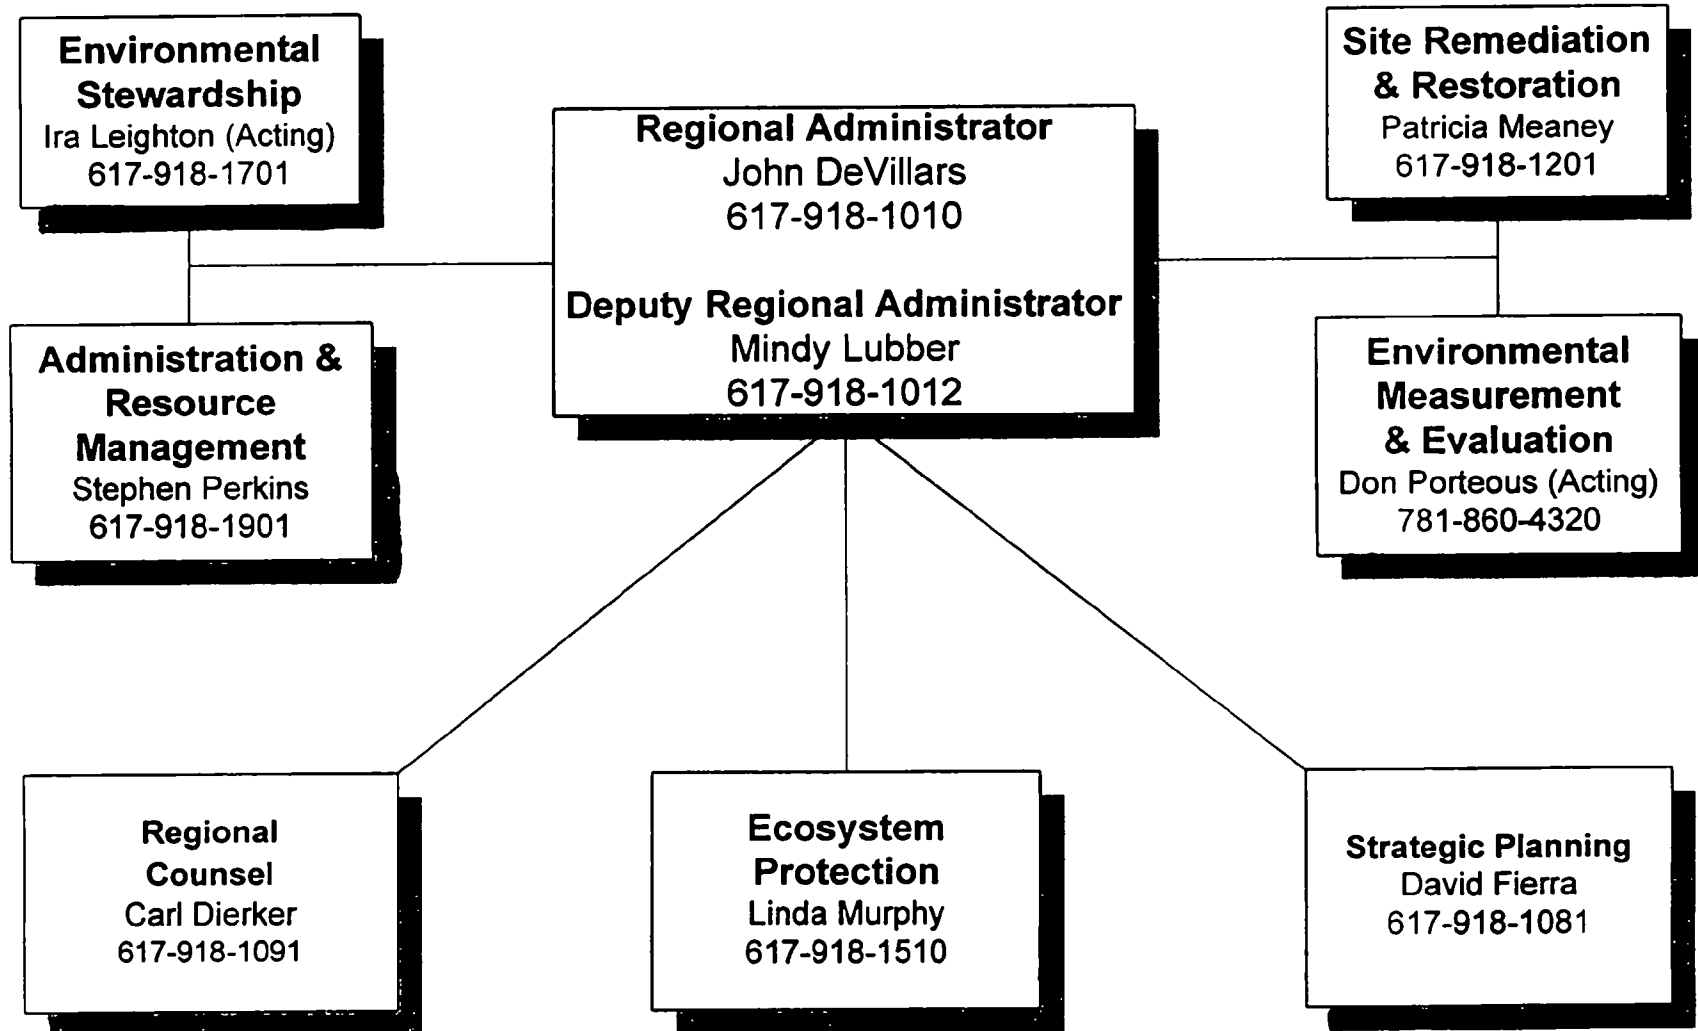 Environmental
Stewardship
Ira Leighton (Acting)
617-918-1701
Regional Administrator
John DeVillars
617-918-1010
Deputy Regional Administrator
Mindy Lubber
617-918-1012
Site Remediation
& Restoration
Patricia Meaney
617-918-1201
Administration &
Resource
Management
Stephen Perkins
617-918-1901
Environmental
Measurement
& Evaluation
Don Porteous (Acting)
781-860-4320
Regional
Counsel
Carl Dierker
617-918-1091
Ecosystem
Protection
Linda Murphy
617-918-1510
Strategic Planning
David Fierra
617-918-1081